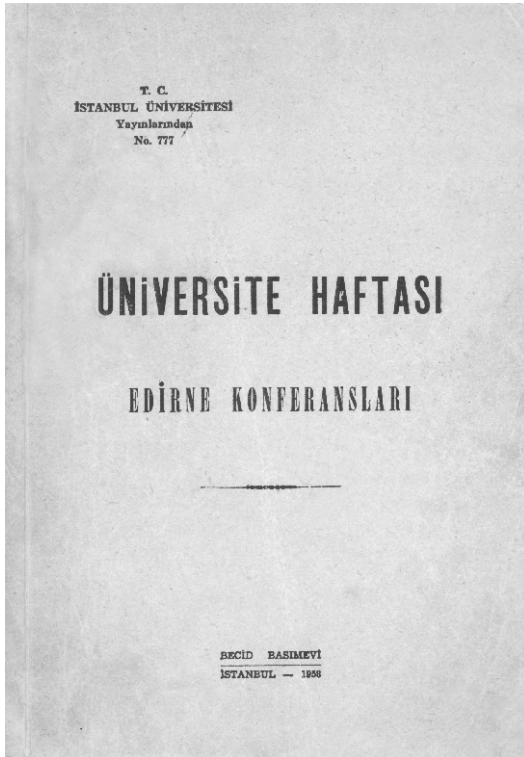 T. C.
İSTANBUL ÜNİVERSİTESİ
Yayınlarından
No. 777
ÜNİVERSİTE HAFTASI
EDİRNE KONFERANSLARI
BECİD BASIMEVİ
İSTANBUL — 1958